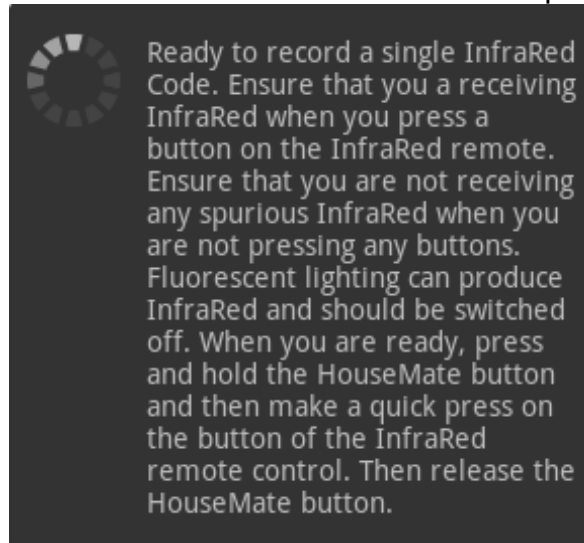 Ready to record a single InfraRed
Code. Ensure that you a receiving
InfraRed when you press a
button on the InfraRed remote.
Ensure that you are not receiving
any spurious InfraRed when you
are not pressing any buttons.
Fluorescent lighting can produce
InfraRed and should be switched
off. When you are ready, press
and hold the HouseMate button
and then make a quick press on
the button of the InfraRed
remote control. Then release the
HouseMate button.